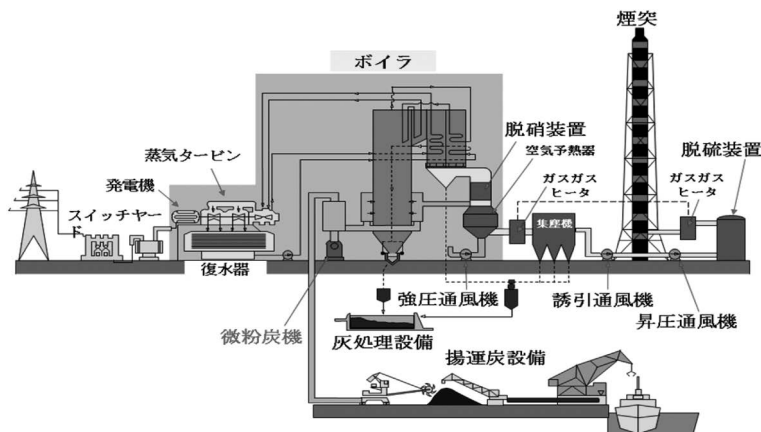 煙突
ボイラ
脱硝装置
空気予熱器
脱硫装置
蒸気タービン
ガスガス
ヒータ
ガスガス
ヒータ
発電機
スイッチヤー
ド
集塵機
復水器
強圧通風機
誘引通風機
昇圧通風機
微粉炭機
灰処理設備
揚運炭設備